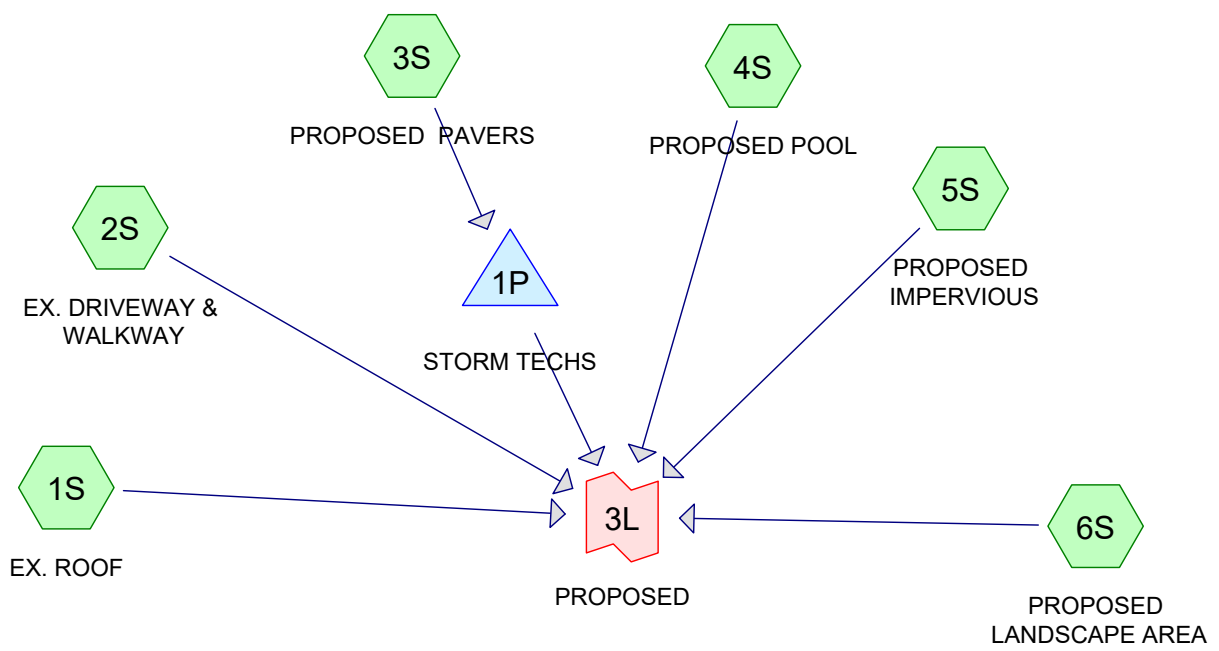 3S
PROPOSED  PAVERS
4S
PROPOSED POOL
5S
PROPOSED
IMPERVIOUS
2S
EX. DRIVEWAY &
WALKWAY
1P
STORM TECHS
1S
EX. ROOF
3L
PROPOSED
6S
PROPOSED
LANDSCAPE AREA